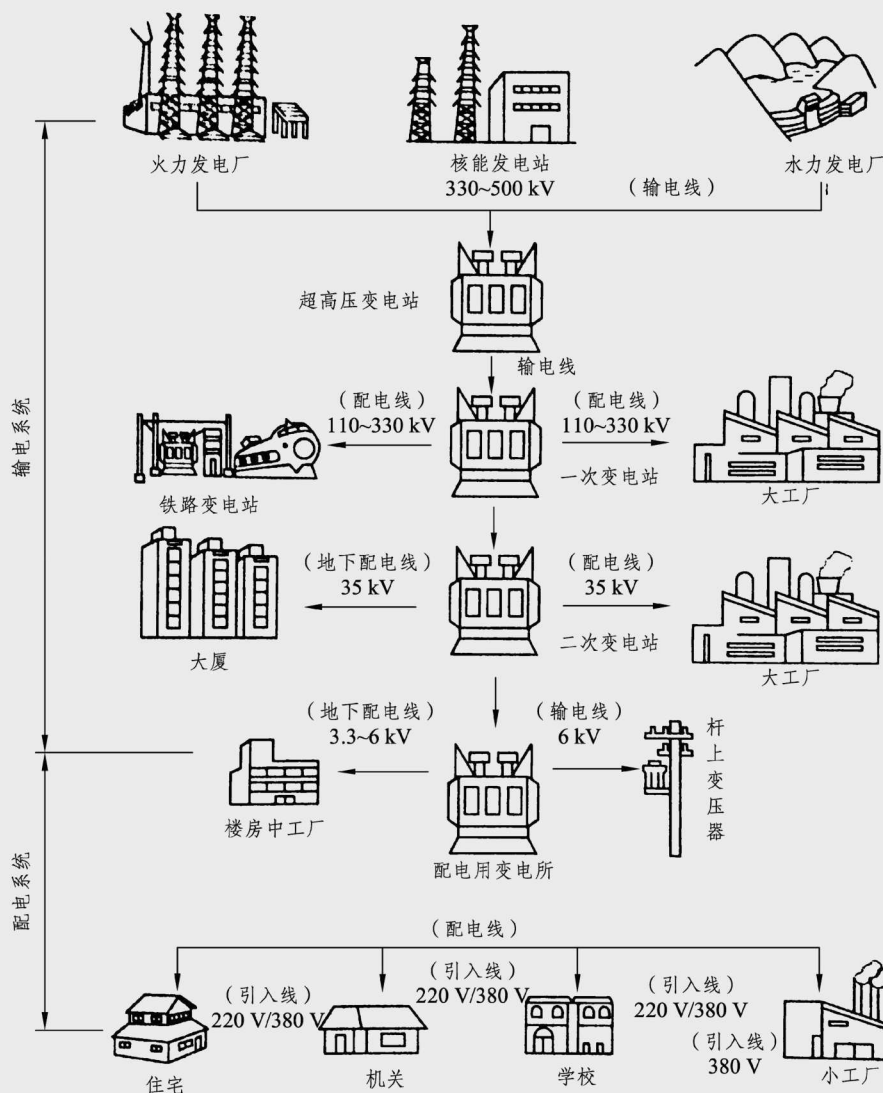 火力发电厂
核能发电站
水力发电厂
330~500 kV
（输电线）
超高压变电站
输电线
（配电线）
110~330 kV
（配电线）
110~330 kV
一次变电站
铁路变电站
大工厂
输电系统
（地下配电线）
35 kV
（配电线）
35 kV
二次变电站
大厦
大工厂
（地下配电线）
3.3~6 kV
（输电线）
6 kV
杆上变压器
楼房中工厂
配电用变电所
配电系统
（配电线）
（引入线）
220 V/380 V
（引入线）
220 V/380 V
（引入线）
220 V/380 V
（引入线）
380 V
住宅
机关
学校
小工厂